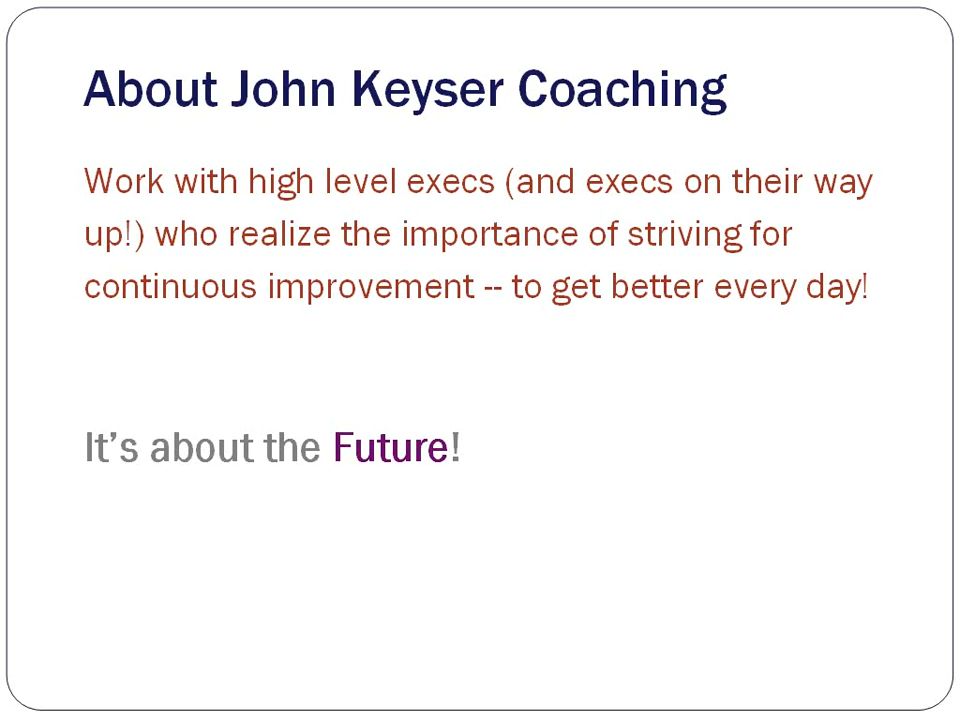 About John Keyser Coaching
Work with high level execs (and execs on their way
up!) who realize the importance of striving for
continuous improvement -- to get better every day!
It’s about the Future!